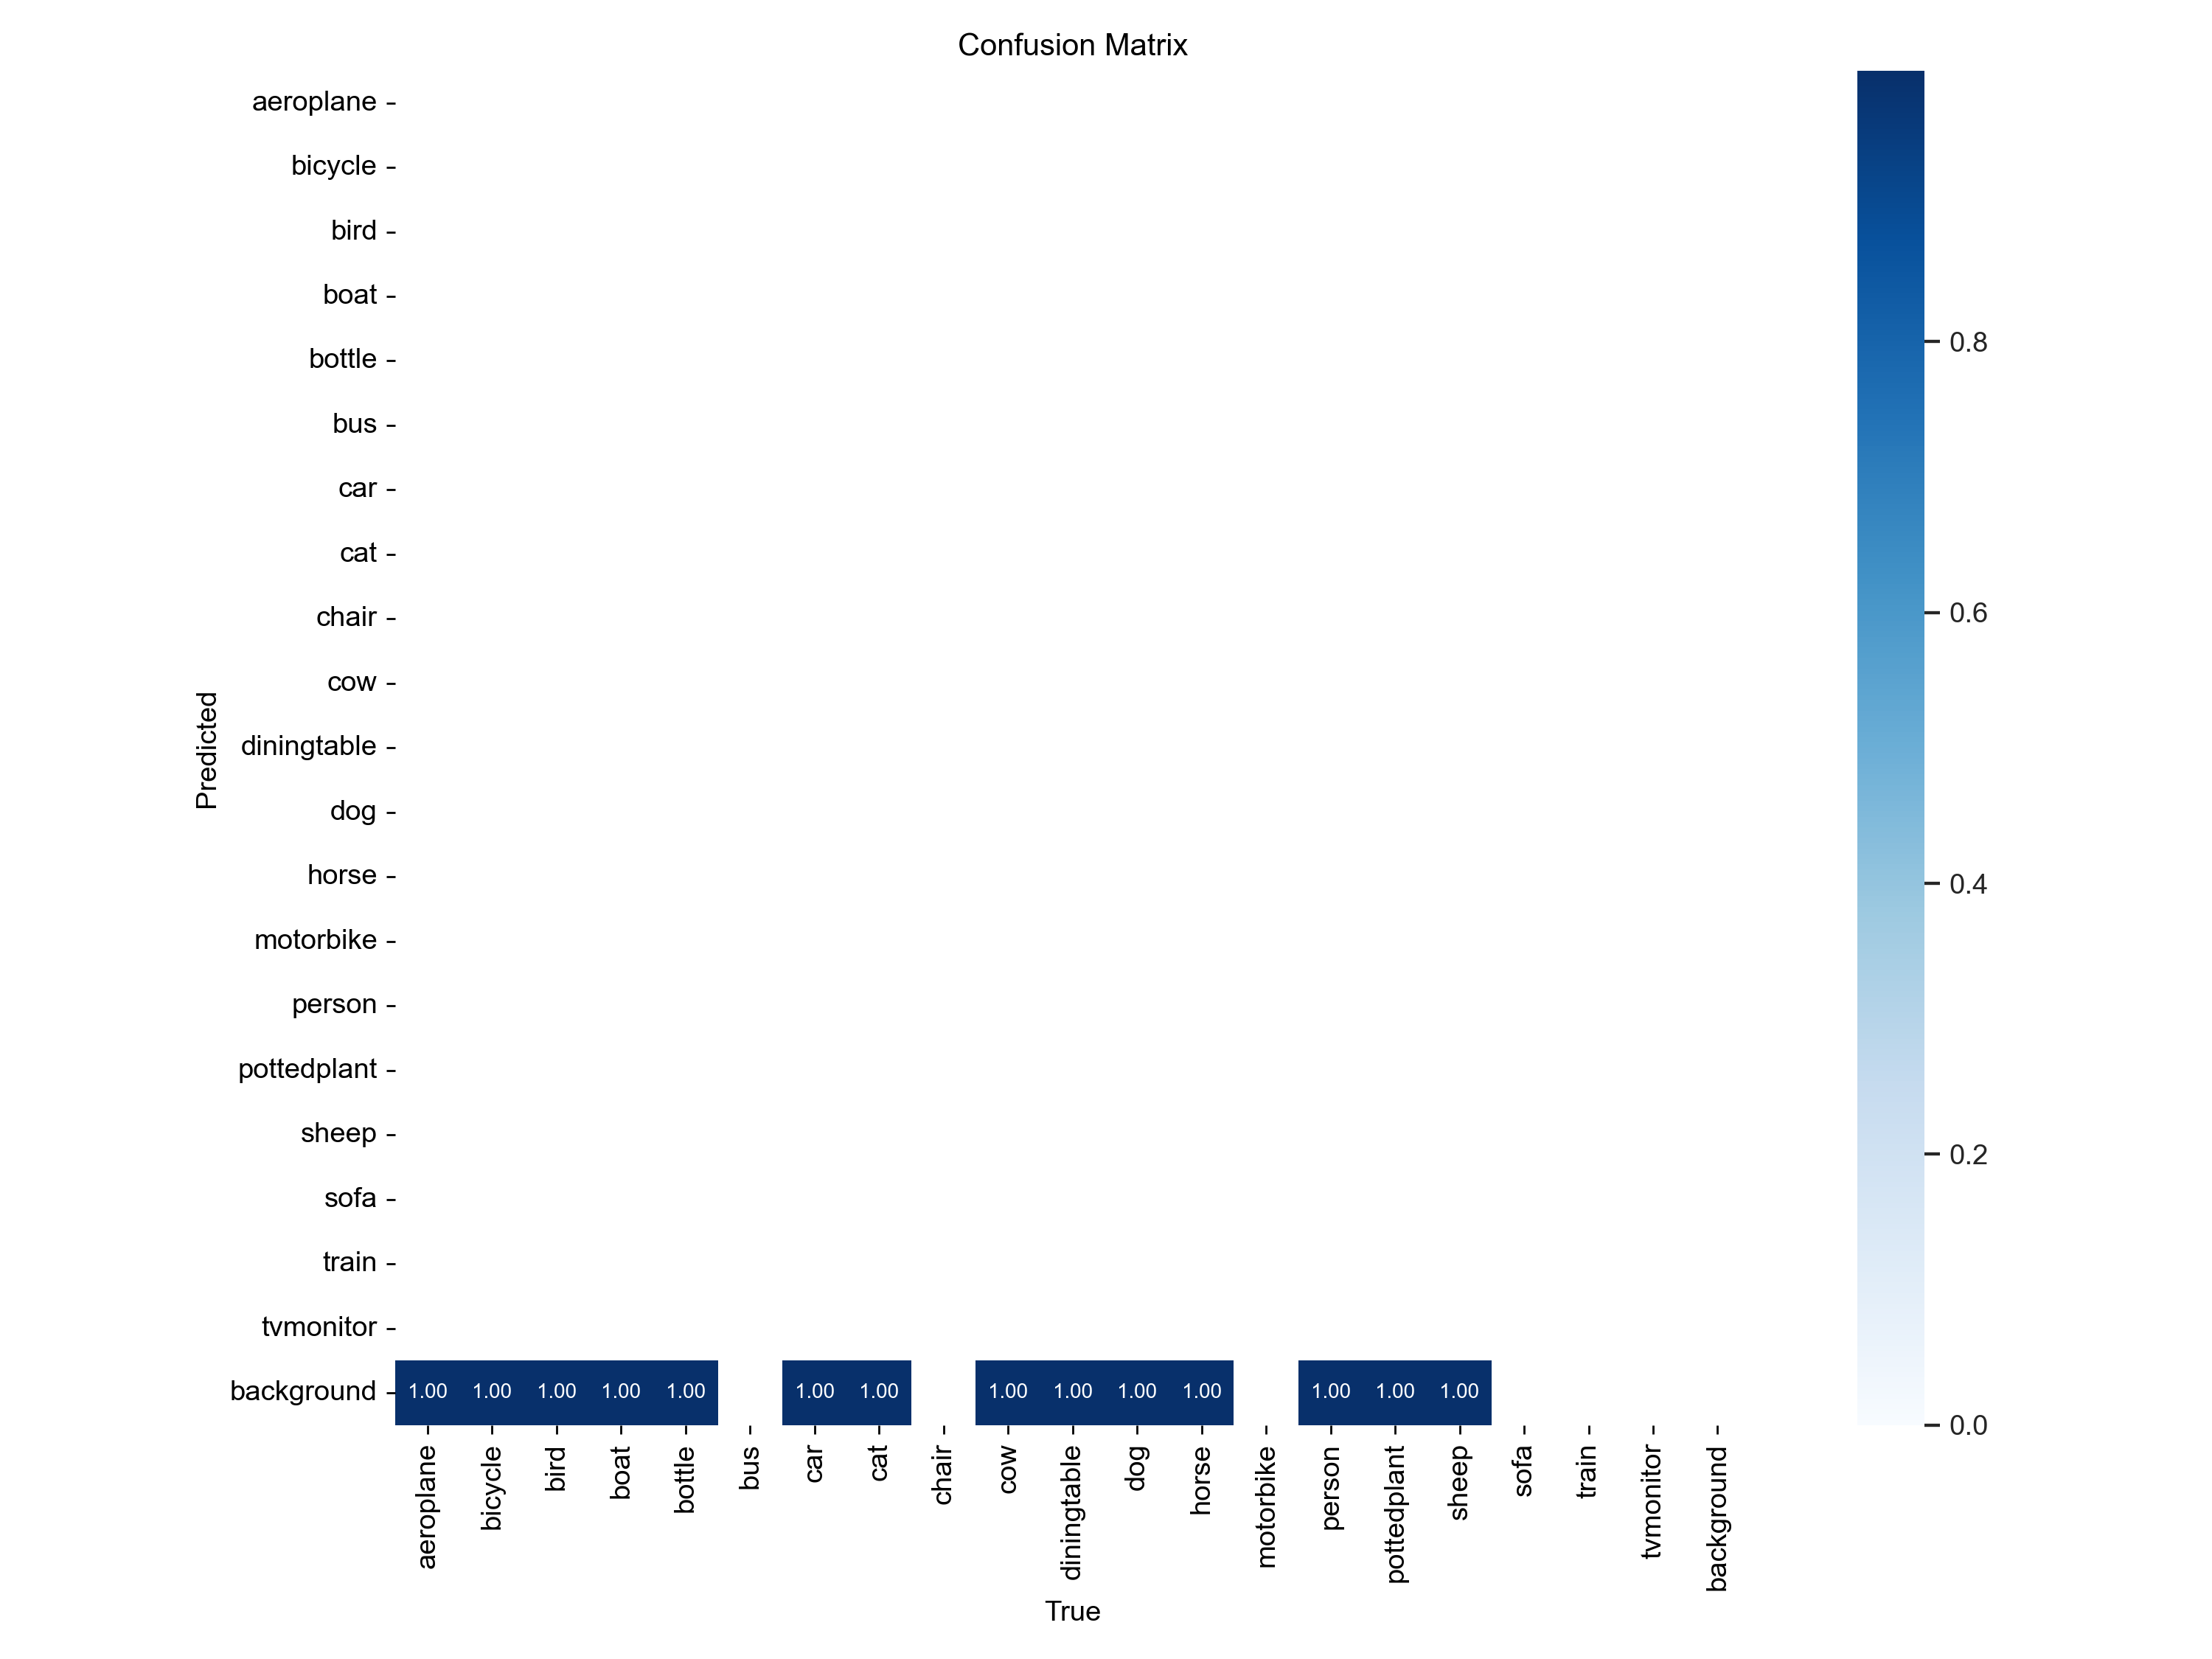 Confusion Matrix
aeroplane
bicycle
bird
boat
bottle
bus
car
cat
chair
cow
diningtable
dog
horse
motorbike
person
pottedplant
sheep
sofa
train
tvmonitor
background
Predicted
1.00 1.00 1.00 1.00 1.00 1.00 1.00 1.00 1.00 1.00 1.00 1.00 1.00 1.00
aeroplane bicycle bird boat bottle bus car cat chair cow diningtable dog horse motorbike person pottedplant sheep sofa train tvmonitor background
True
0.8
0.6
0.4
0.2
0.0